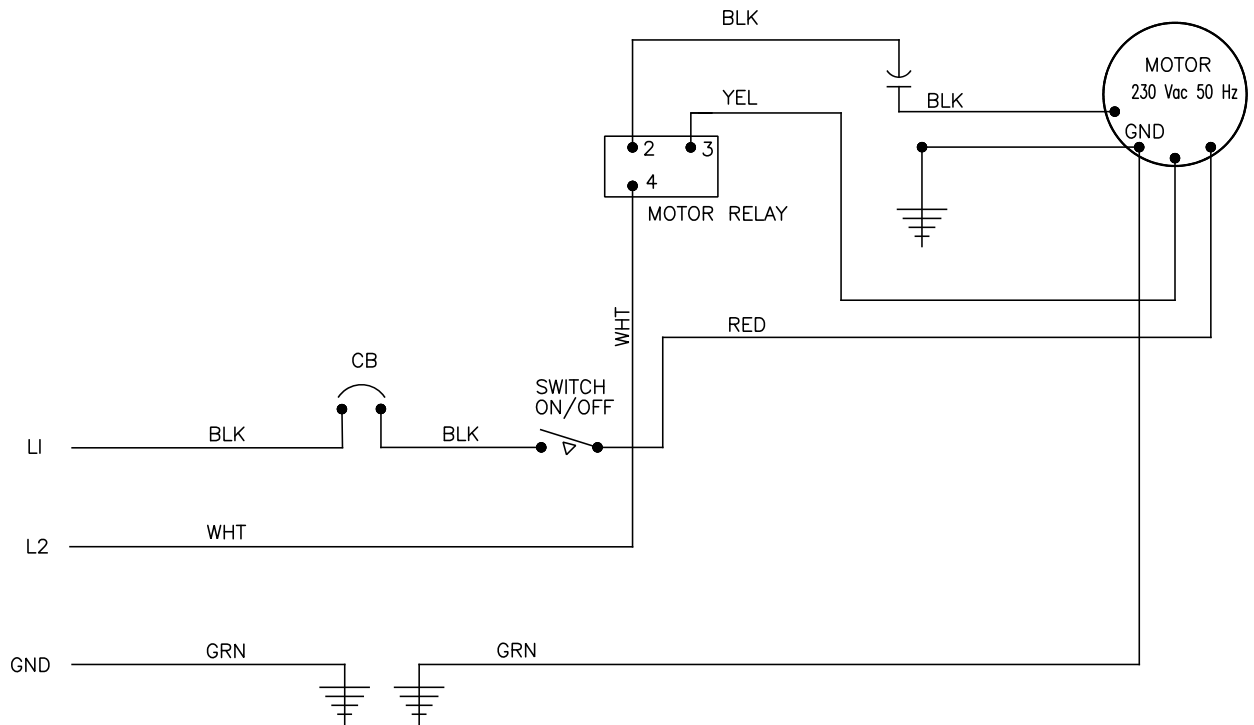 BLK
MOTOR
230 Vac 50 Hz
YEL
BLK
GND
2
3
4
MOTOR RELAY
WHT
RED
CB
SWITCH
ON/OFF
L1
BLK
BLK
L2
WHT
GND
GRN
GRN